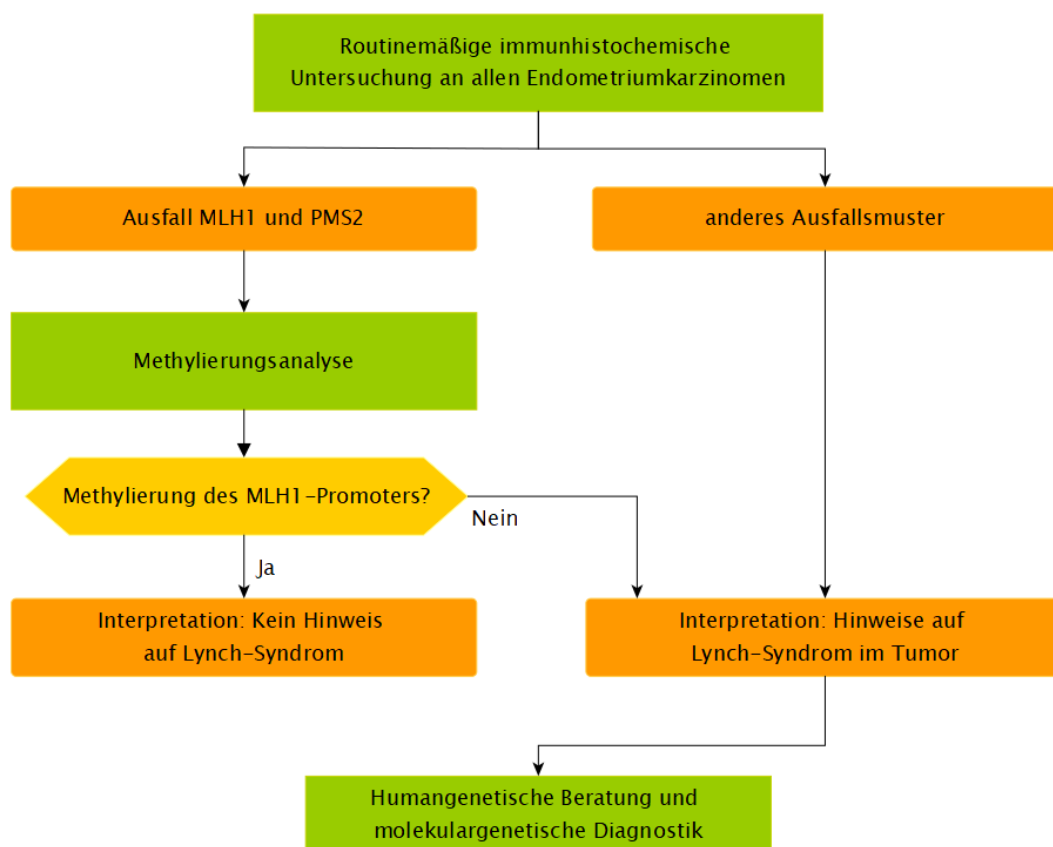 Routinemäßige immunhistochemische
Untersuchung an allen Endometriumkarzinomen
Ausfall MLH1 und PMS2
anderes Ausfallsmuster
Methylierungsanalyse
Methylierung des MLH1-Promoters?
Nein
Ja
Interpretation: Kein Hinweis
auf Lynch-Syndrom
Interpretation: Hinweise auf
Lynch-Syndrom im Tumor
Humangenetische Beratung und
molekulargenetische Diagnostik